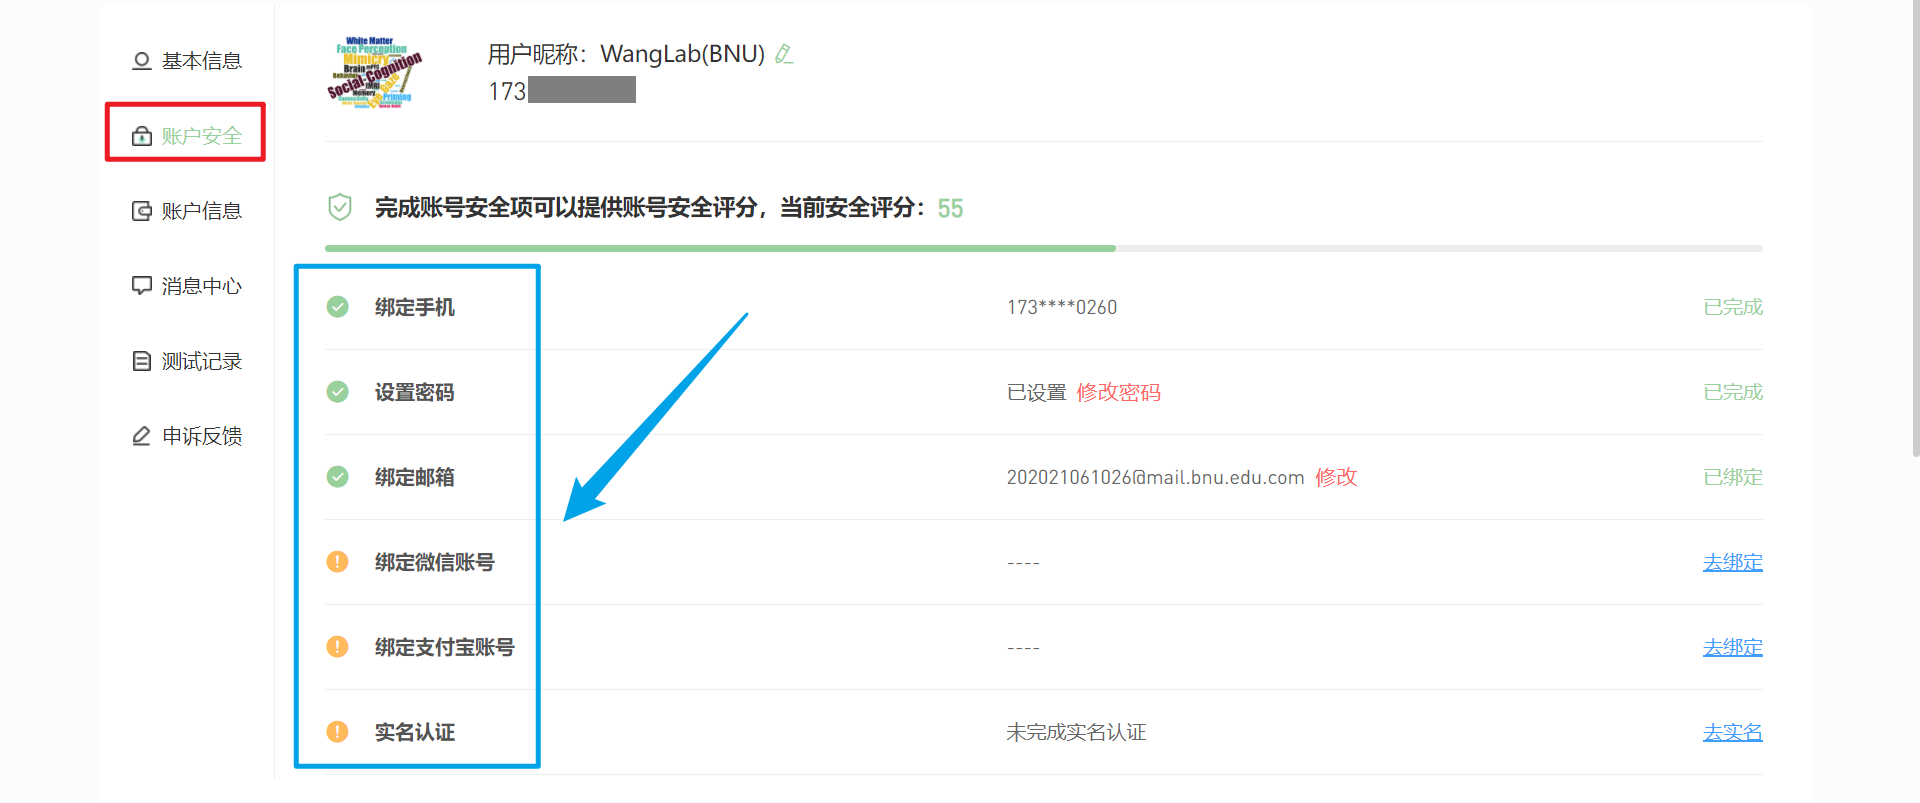 基本信息
账户安全
账户信息
消息中心
测试记录
申诉反馈
White Matter
Face Perception
Mimicry
Brain
Social-Cognition
fMRI
Memory
Priming
用户昵称：WangLab(BNU)
173
完成账号安全项可以提供账号安全评分，当前安全评分：55
绑定手机 173****0260 已完成
设置密码 已设置 修改密码 已完成
绑定邮箱 202021061026@mail.bnu.edu.com 修改 已绑定
绑定微信账号 ---- 去绑定
绑定支付宝账号 ---- 去绑定
实名认证 未完成实名认证 去实名